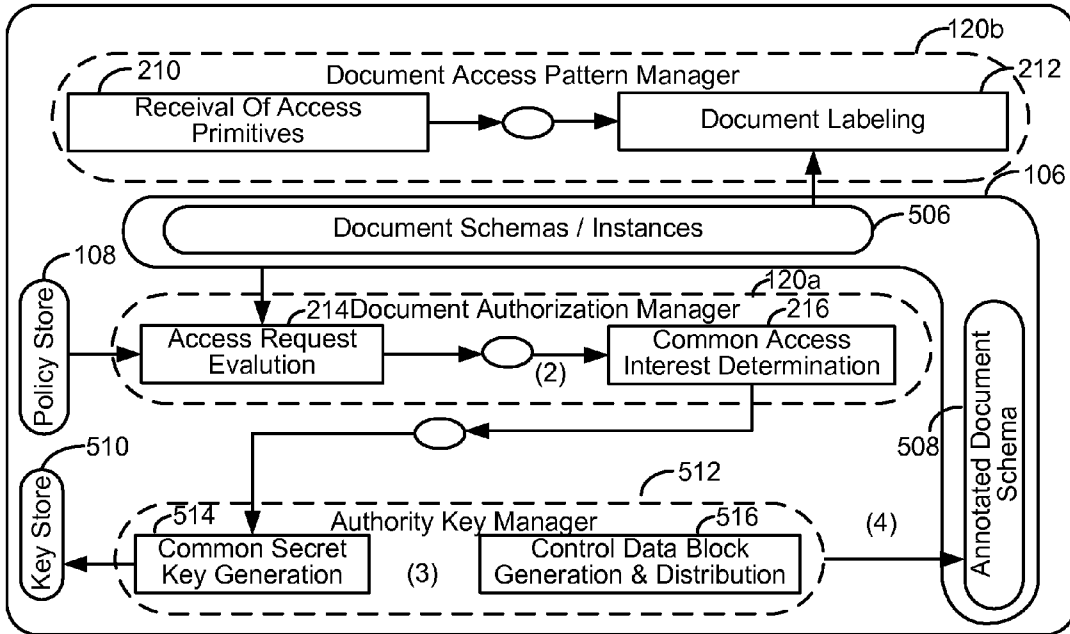 120b
210
Document Access Pattern Manager
212
Receival Of Access
Primitives
Document Labeling
106
Document Schemas / Instances
506
108
120a
Policy Store
214
Document Authorization Manager
216
Access Request
Evalution
(2)
Common Access
Interest Determination
510
508
Annotated Document
Schema
512
Key Store
514
Authority Key Manager
516
(4)
Common Secret
Key Generation
(3)
Control Data Block
Generation & Distribution